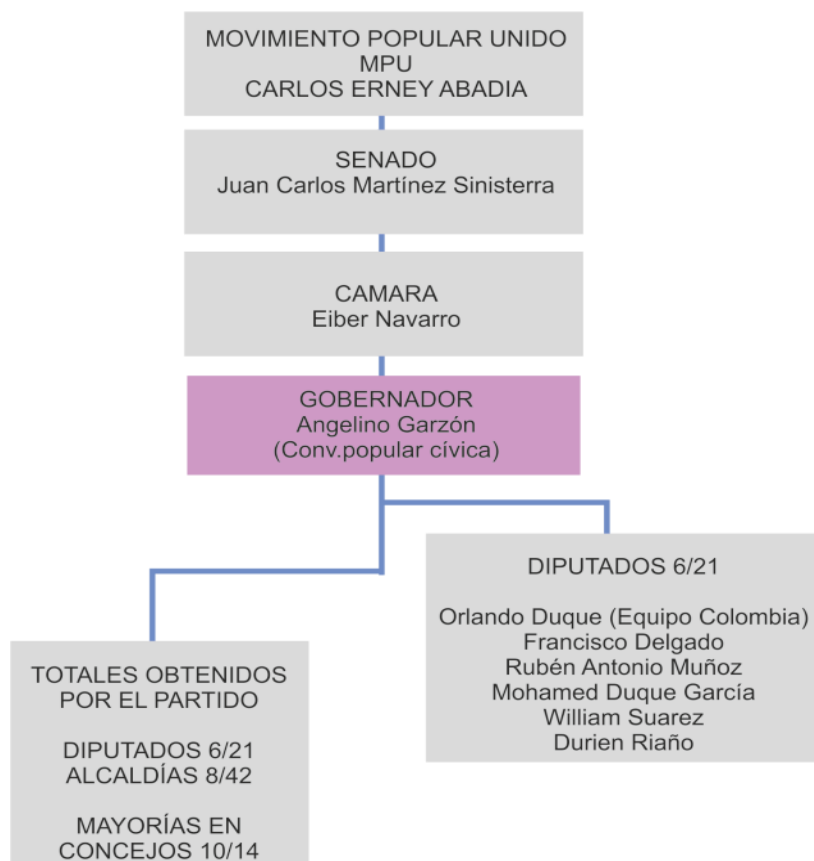 MOVIMIENTO POPULAR UNIDO
MPU
CARLOS ERNEY ABADIA
SENADO
Juan Carlos Martínez Sinisterra
CAMARA
Eiber Navarro
GOBERNADOR
Angelino Garzón
(Conv.popular cívica)
DIPUTADOS 6/21
Orlando Duque (Equipo Colombia)
Francisco Delgado
Rubén Antonio Muñoz
Mohamed Duque García
William Suarez
Durien Riaño
TOTALES OBTENIDOS
POR EL PARTIDO
DIPUTADOS 6/21
ALCALDÍAS 8/42
MAYORÍAS EN
CONCEJOS 10/14